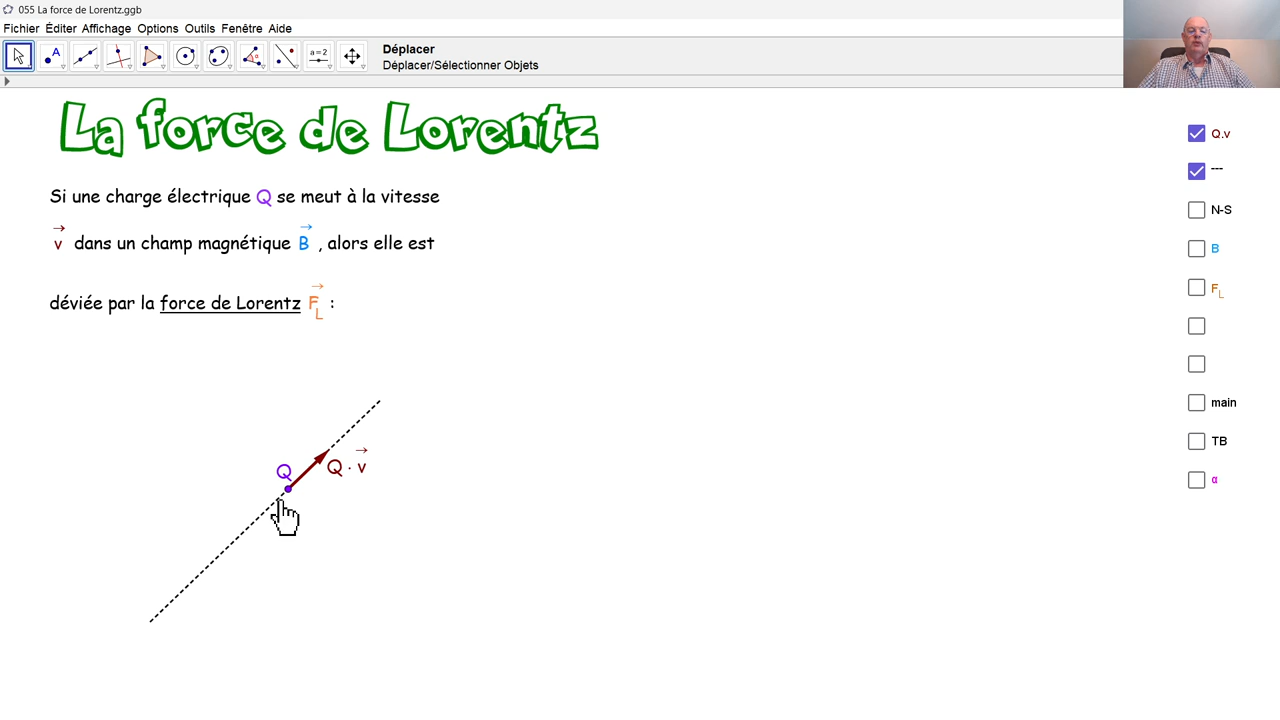 055 La force de Lorentz.ggb
Fichier Éditer Affichage Options Outils Fenêtre Aide
A
a=2
Déplacer
Déplacer/Sélectionner Objets
La force de Lorentz
Si une charge électrique Q se meut à la vitesse
v dans un champ magnétique B , alors elle est
déviée par la force de Lorentz F_L :
Q
Q · v
Q.v
---
N-S
B
F_L
main
TB
α